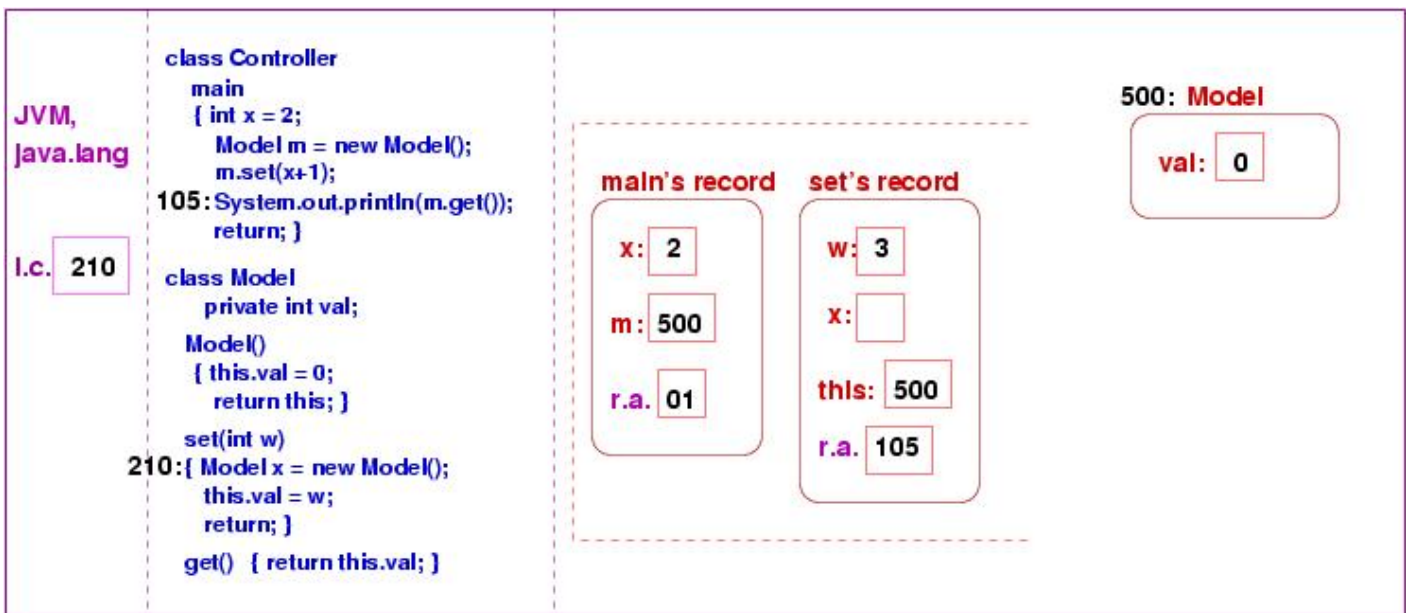 JVM,
java.lang
I.c. 210
class Controller
main
{ int x = 2;
Model m = new Model();
m.set(x+1);
105: System.out.println(m.get());
return; }
class Model
private int val;
Model()
{ this.val = 0;
return this; }
set(int w)
210: { Model x = new Model();
this.val = w;
return; }
get() { return this.val; }
main's record
x: 2
m: 500
r.a. 01
set's record
w: 3
x:
this: 500
r.a. 105
500: Model
val: 0